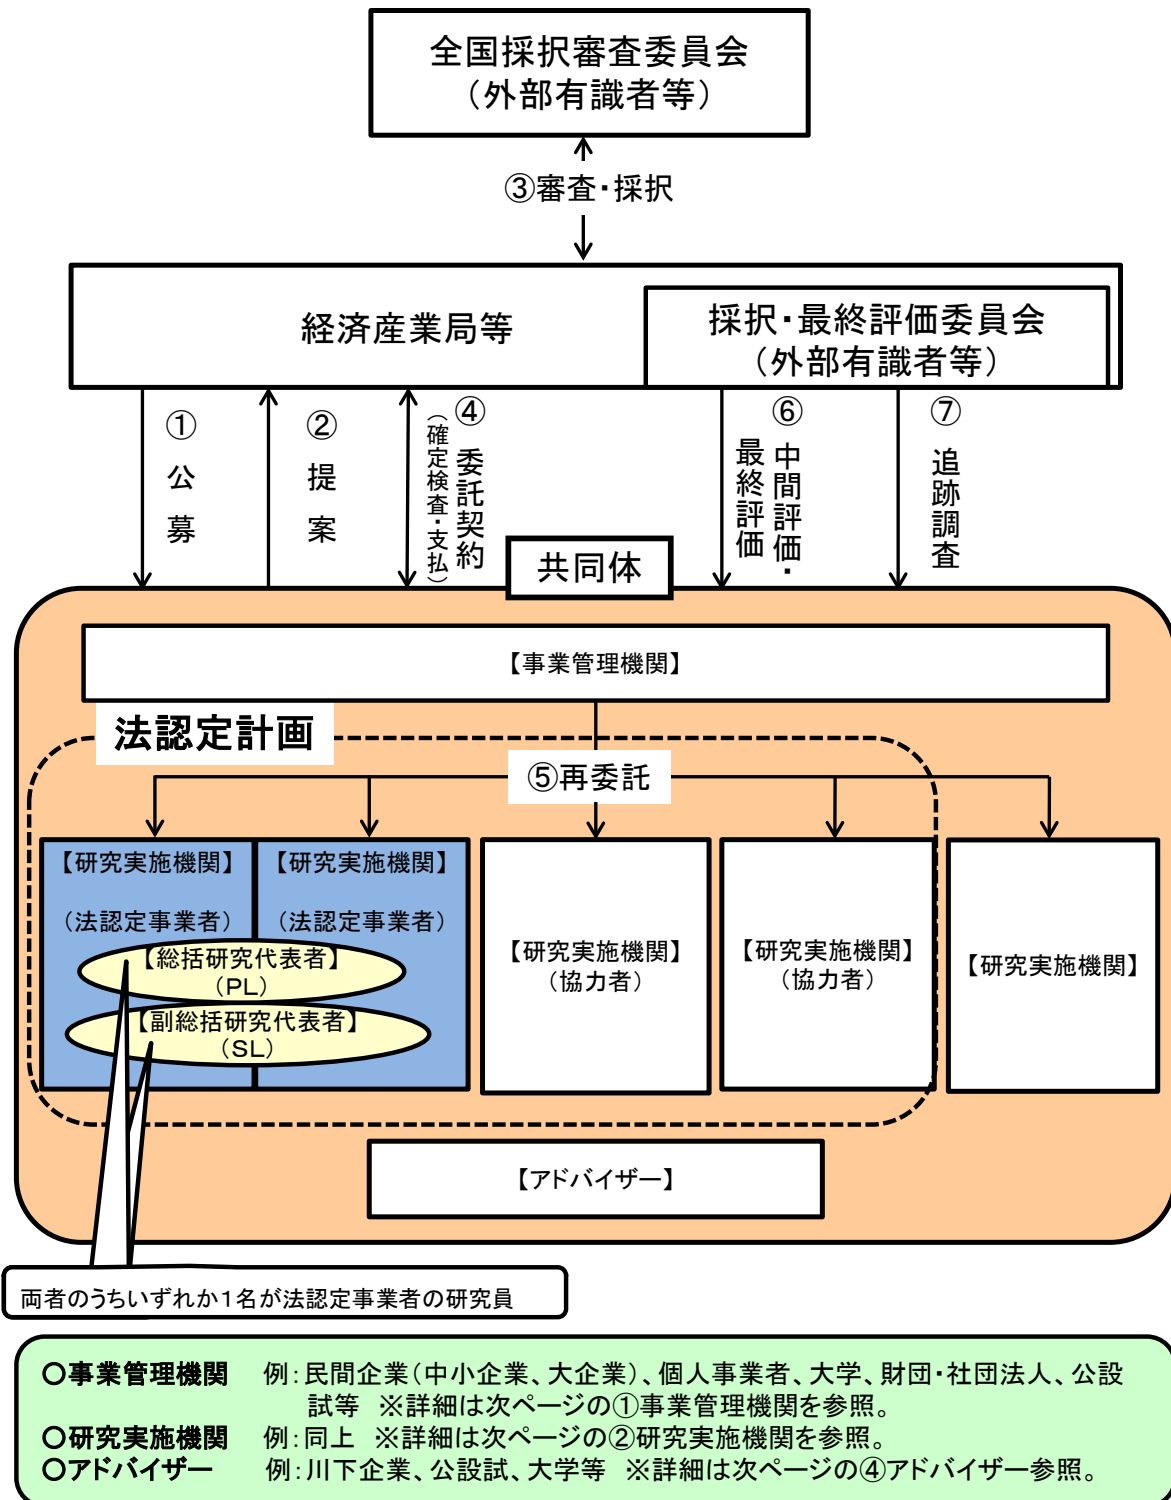 全国採択審査委員会
（外部有識者等）
③審査・採択
経済産業局等
採択・最終評価委員会
（外部有識者等）
①公募
②提案
④委託契約
（確定検査・支払）
⑥中間評価・
最終評価
⑦追跡調査
共同体
【事業管理機関】
法認定計画
⑤再委託
【研究実施機関】
（法認定事業者）
【研究実施機関】
（法認定事業者）
【研究実施機関】
（協力者）
【研究実施機関】
（協力者）
【研究実施機関】
【総括研究代表者】
（ＰＬ）
【副総括研究代表者】
（ＳＬ）
【アドバイザー】
両者のうちいずれか１名が法認定事業者の研究員
○事業管理機関　例：民間企業（中小企業、大企業）、個人事業者、大学、財団・社団法人、公設
試等　※詳細は次ページの①事業管理機関を参照。
○研究実施機関　例：同上　※詳細は次ページの②研究実施機関を参照。
○アドバイザー　例：川下企業、公設試、大学等　※詳細は次ページの④アドバイザー参照。